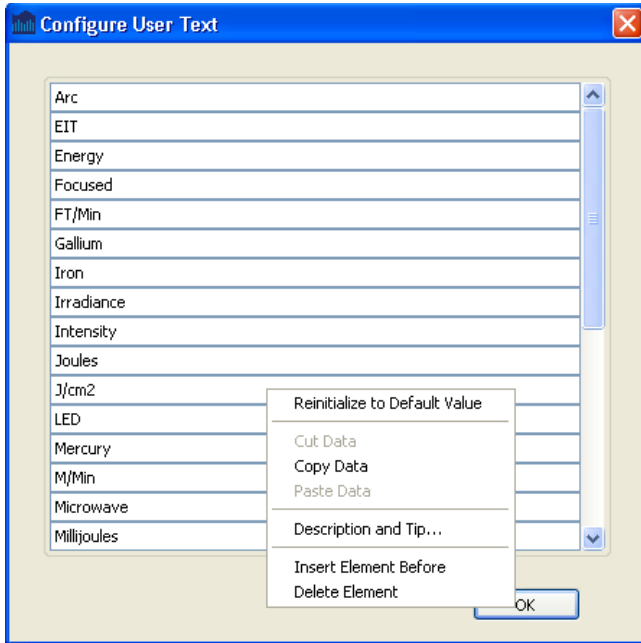 Configure User Text
Arc
EIT
Energy
Focused
FT/Min
Gallium
Iron
Irradiance
Intensity
Joules
J/cm2
LED
Mercury
M/Min
Microwave
Millijoules
Reinitialize to Default Value
Cut Data
Copy Data
Paste Data
Description and Tip...
Insert Element Before
Delete Element
OK